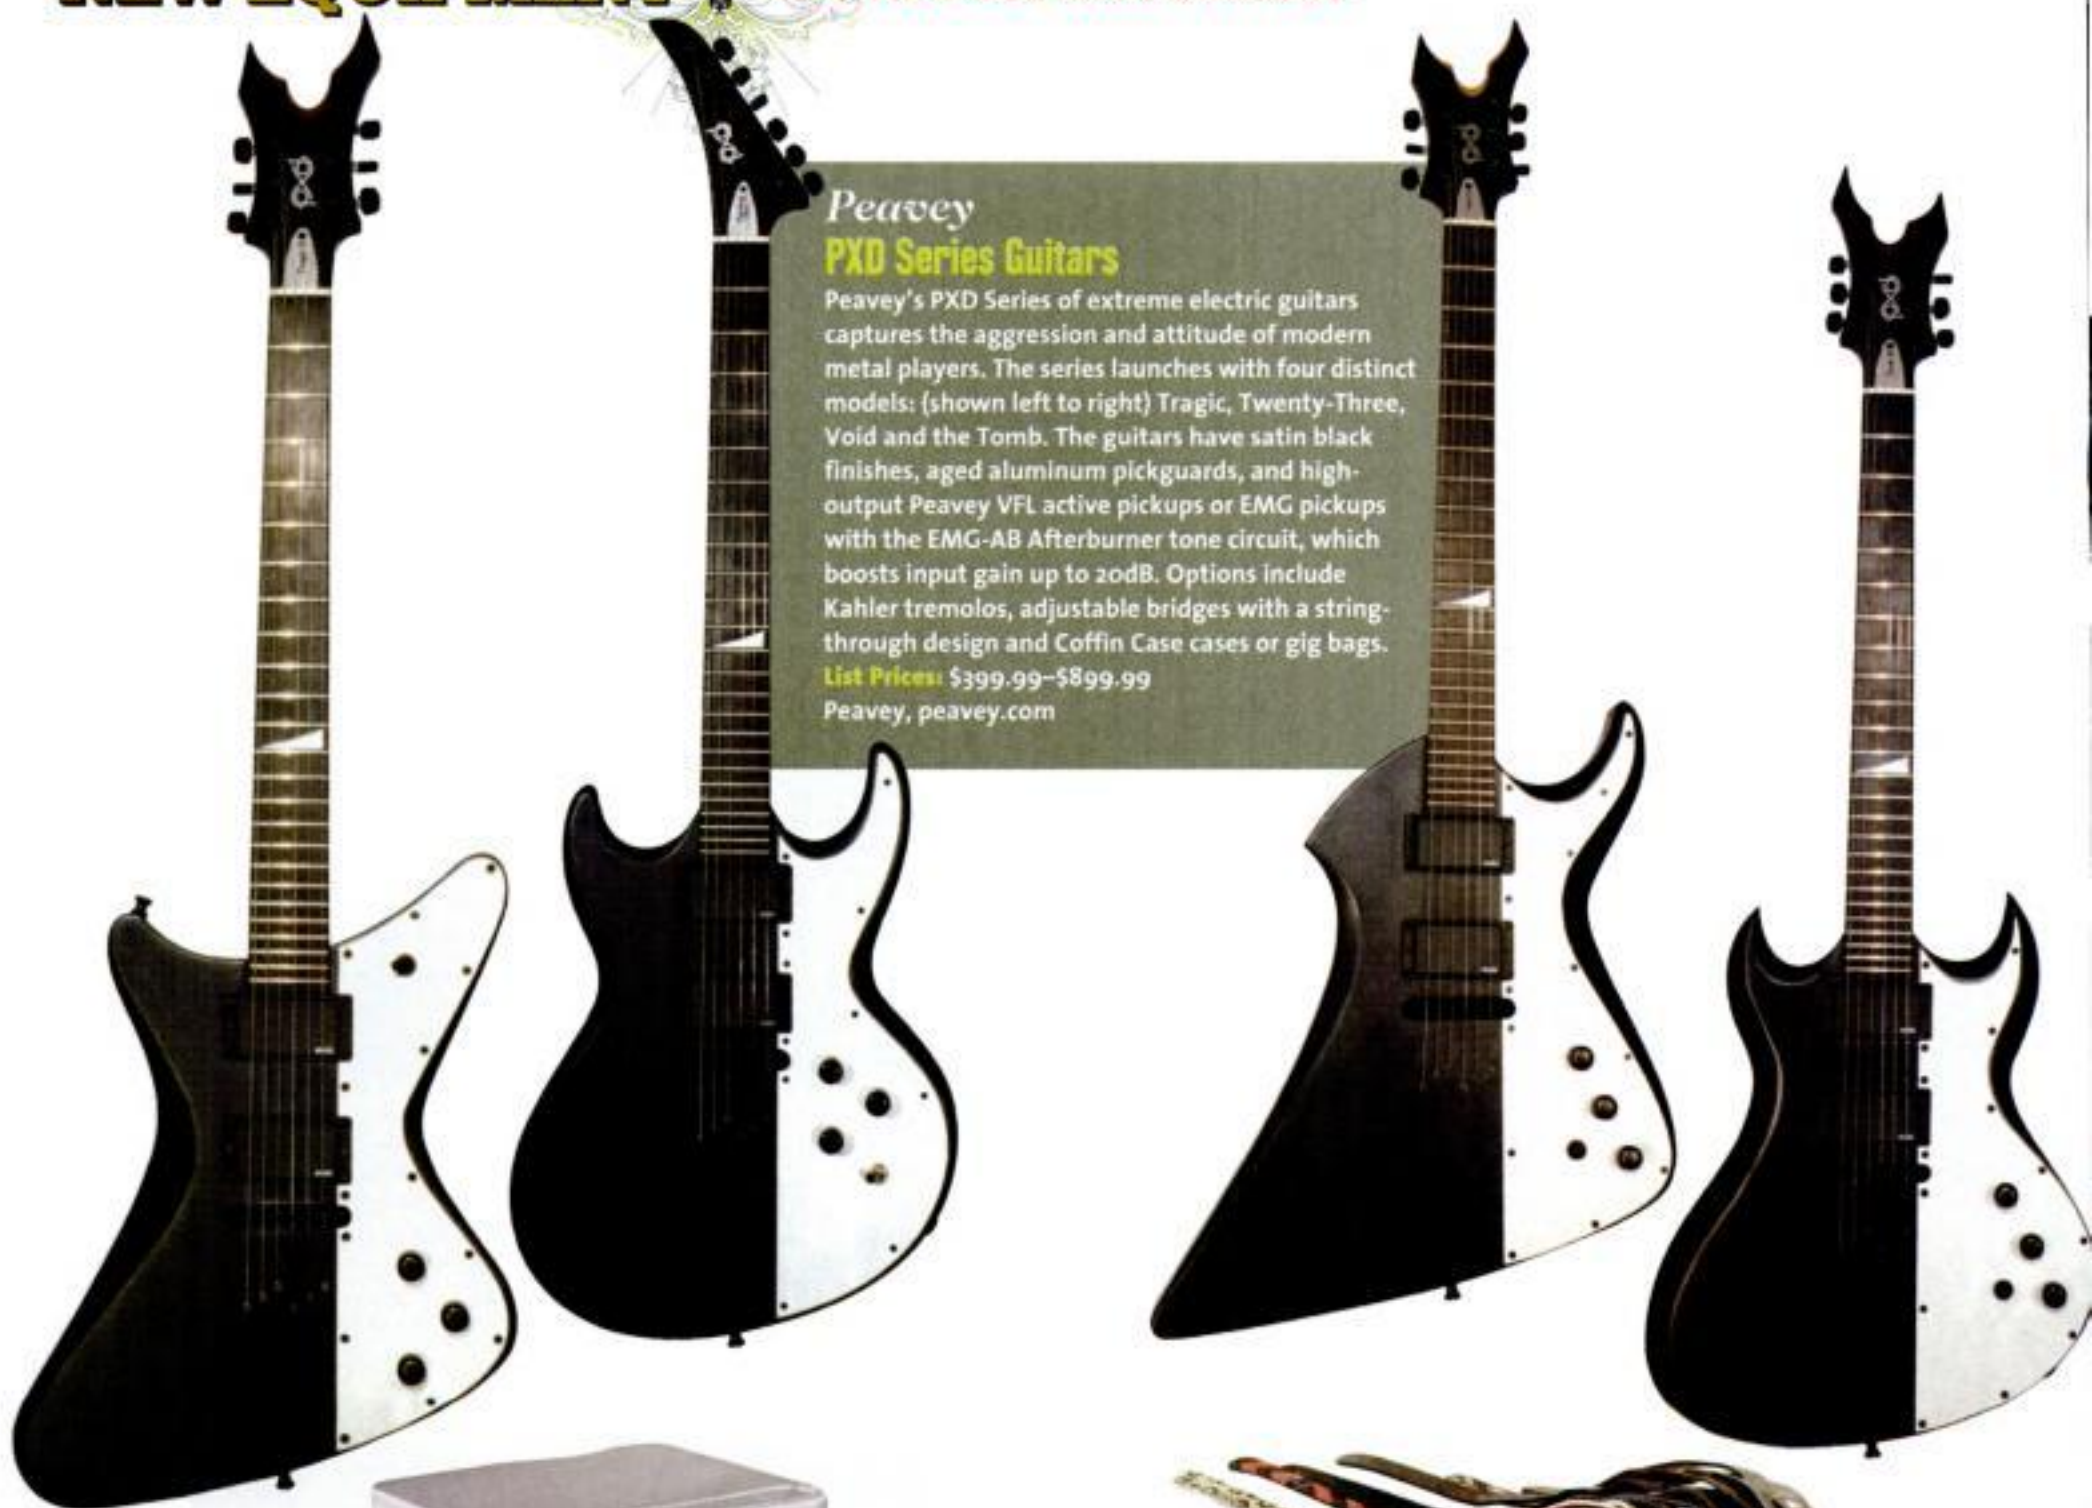 NEW EQUIPMENT
Peavey
PXD Series Guitars
Peavey's PXD Series of extreme electric guitars
captures the aggression and attitude of modern
metal players. The series launches with four distinct
models: (shown left to right) Tragic, Twenty-Three,
Void and the Tomb. The guitars have satin black
finishes, aged aluminum pickguards, and high-
output Peavey VFL active pickups or EMG pickups
with the EMG-AB Afterburner tone circuit, which
boosts input gain up to 20dB. Options include
Kahler tremolos, adjustable bridges with a string-
through design and Coffin Case cases or gig bags.
List Prices: $399.99–$899.99
Peavey, peavey.com